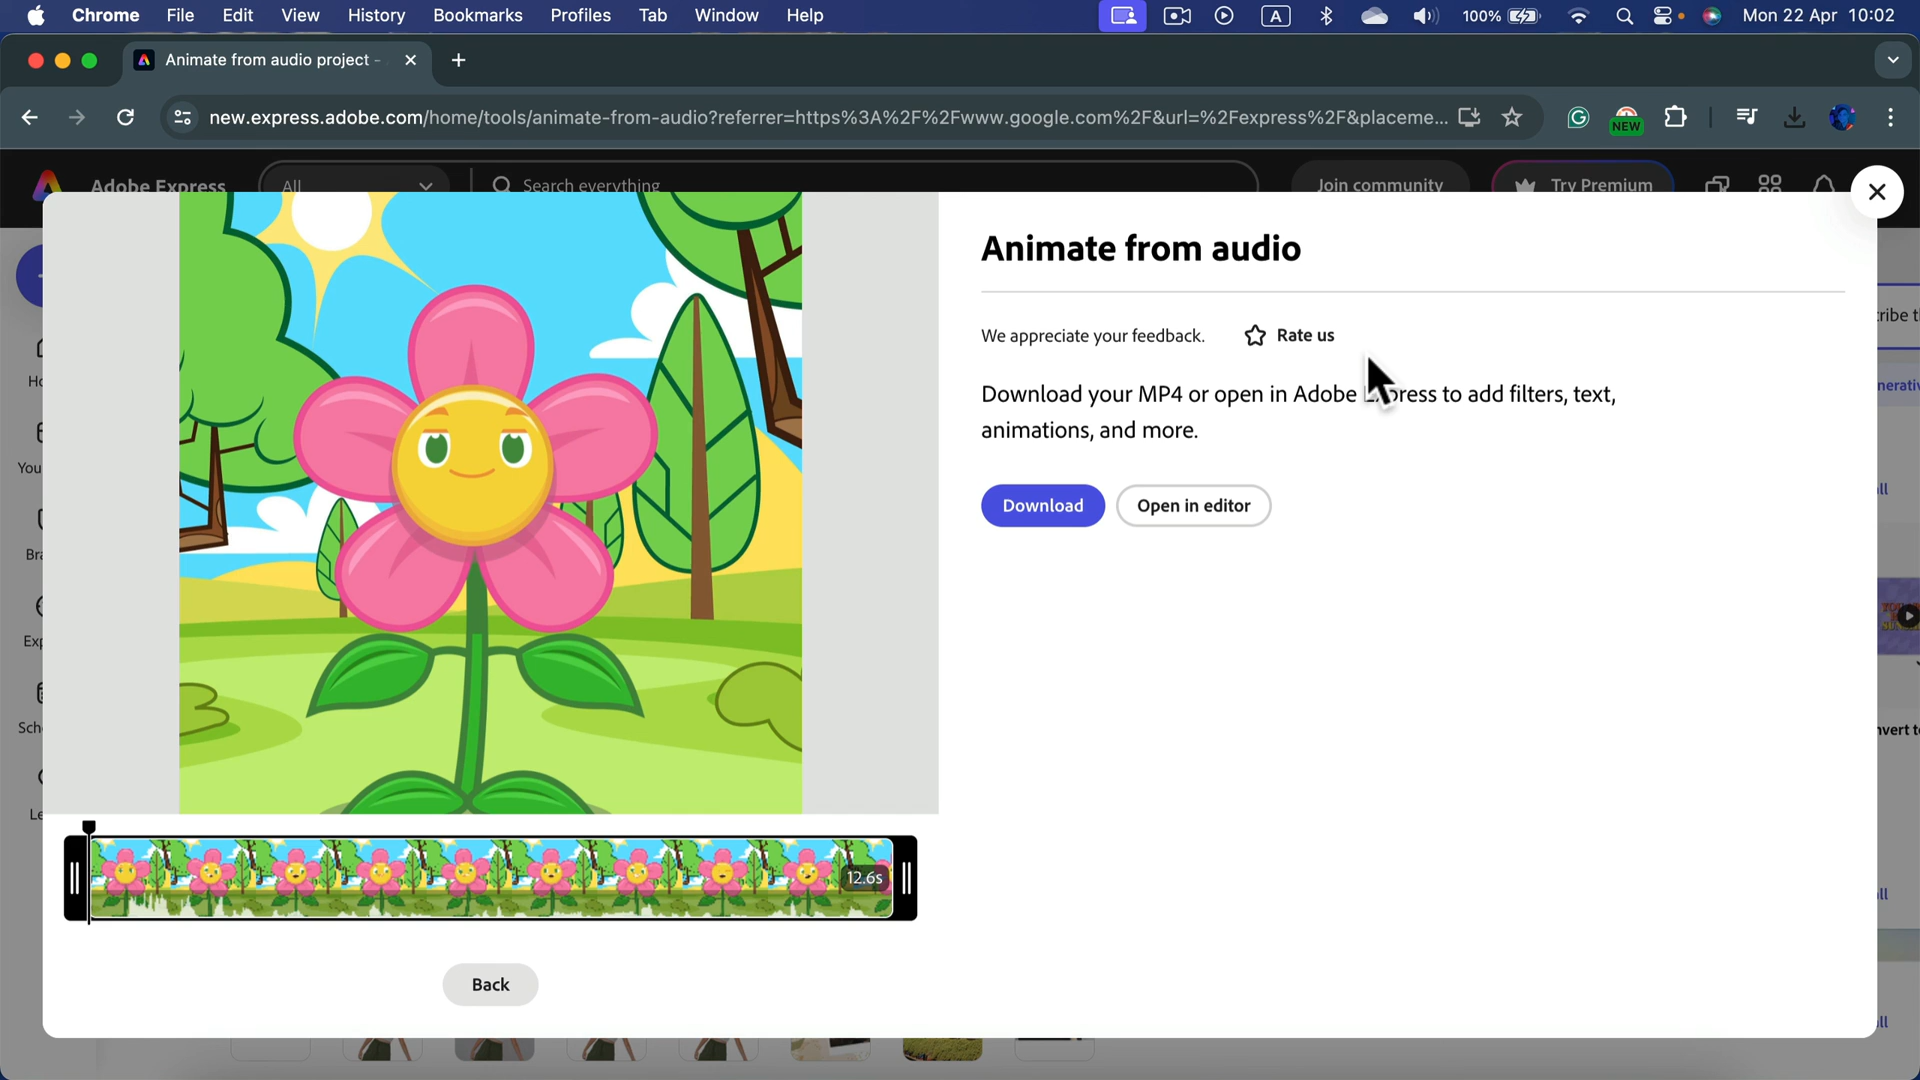 Chrome File Edit View History Bookmarks Profiles Tab Window Help A 100% Mon 22 Apr 10:02
Animate from audio project -
new.express.adobe.com/home/tools/animate-from-audio?referrer=https%3A%2F%2Fwww.google.com%2F&url=%2Fexpress%2F&placeme... NEW
Adobe Express All Search everything Join community Try Premium
Animate from audio
We appreciate your feedback. Rate us
Download your MP4 or open in Adobe Express to add filters, text,
animations, and more.
Download Open in editor
12.6s
Back